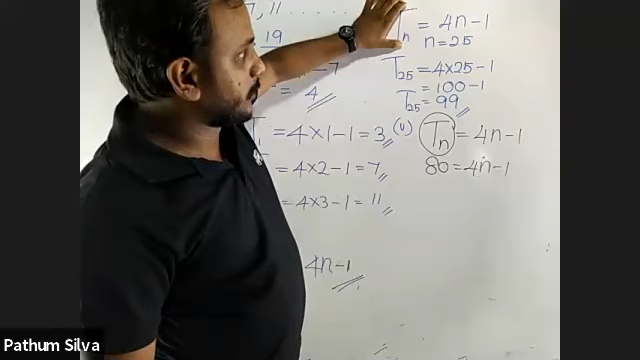 7, 11 ......
19
- 7
4
= 4×1-1 = 3
= 4×2-1 = 7
= 4×3-1 = 11
4n-1
Tn = 4n-1
n=25
T25 = 4×25-1
= 100-1
T25 = 99
(v) Tn = 4n-1
80 = 4n-1
Pathum Silva